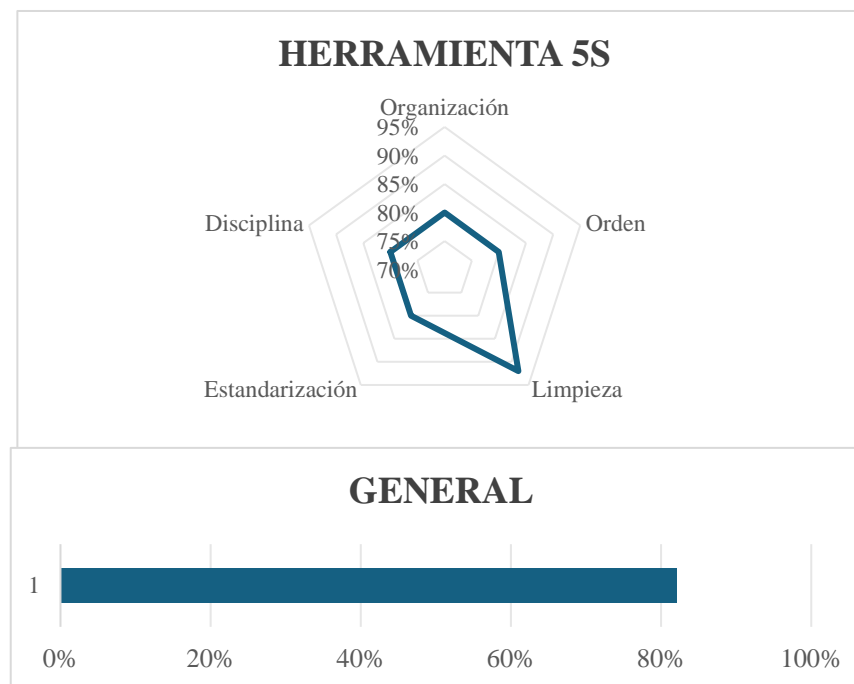 HERRAMIENTA 5S
Organización
95%
90%
85%
80%
75%
70%
Disciplina
Orden
Estandarización
Limpieza
GENERAL
1
0%
20%
40%
60%
80%
100%